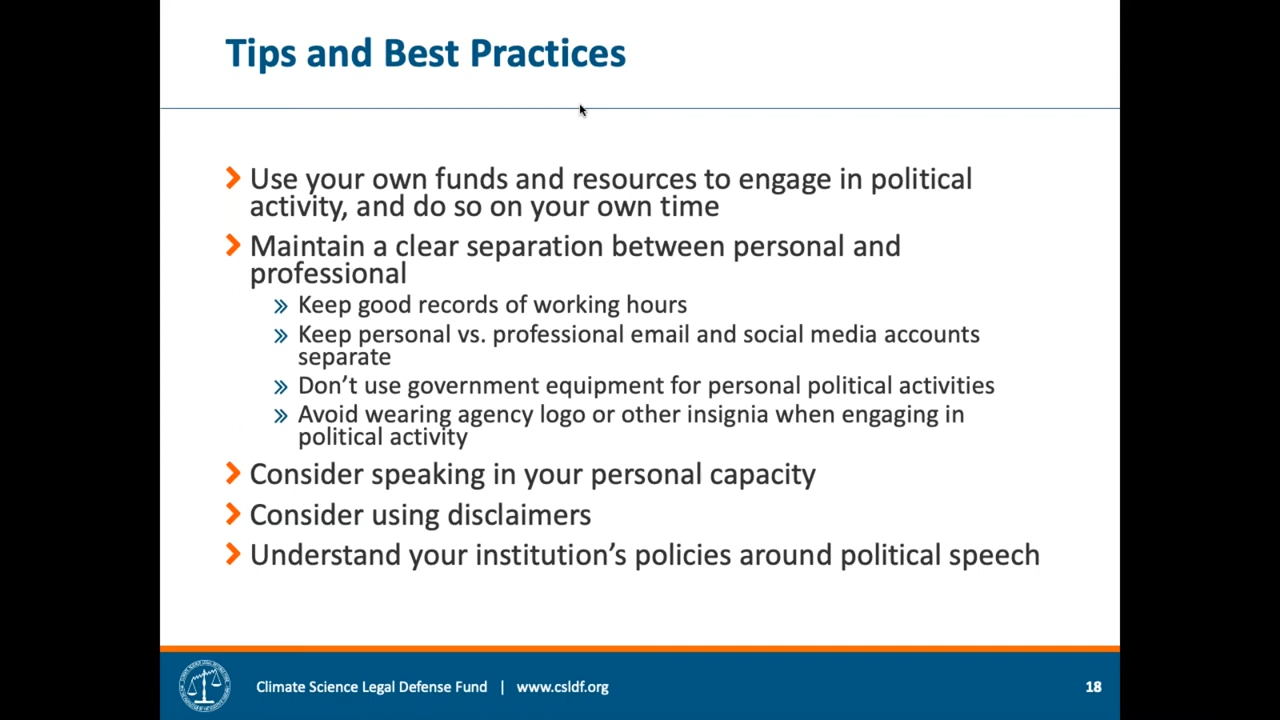 Tips and Best Practices
Use your own funds and resources to engage in political
activity, and do so on your own time
Maintain a clear separation between personal and
professional
Keep good records of working hours
Keep personal vs. professional email and social media accounts
separate
Don't use government equipment for personal political activities
Avoid wearing agency logo or other insignia when engaging in
political activity
Consider speaking in your personal capacity
Consider using disclaimers
Understand your institution's policies around political speech
Climate Science Legal Defense Fund | www.csldf.org
18